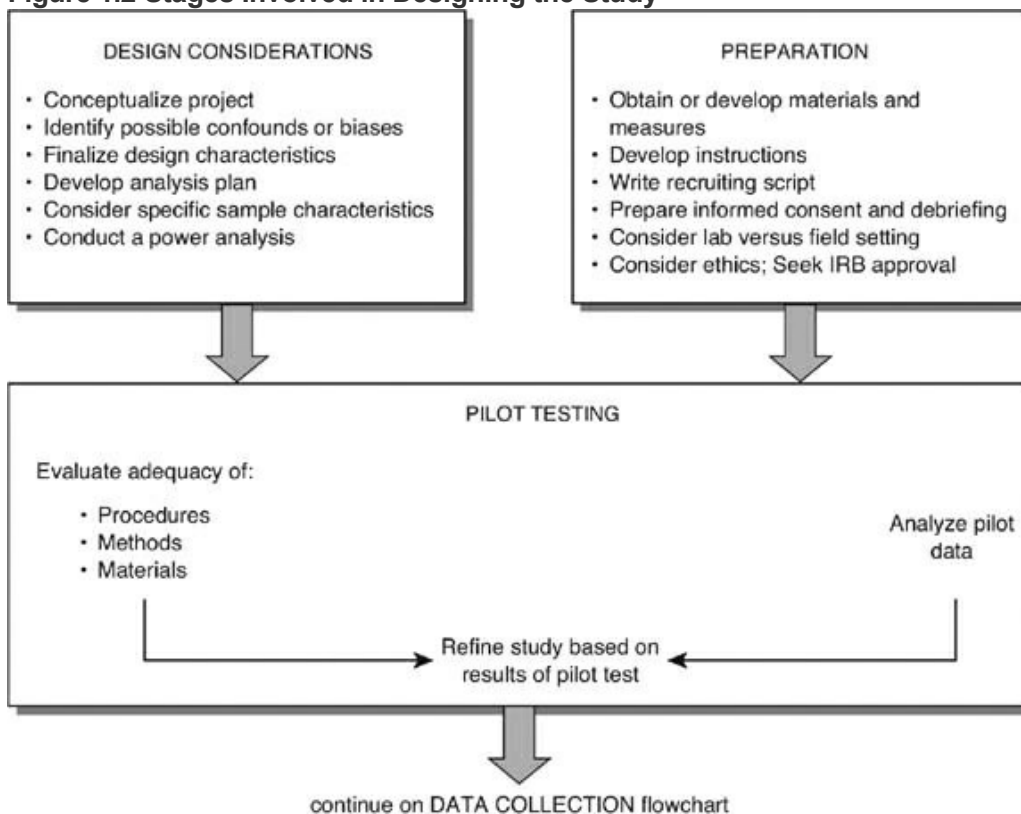 Figure 1.2 Stages Involved in Designing the Study
DESIGN CONSIDERATIONS
• Conceptualize project
• Identify possible confounds or biases
• Finalize design characteristics
• Develop analysis plan
• Consider specific sample characteristics
• Conduct a power analysis
PREPARATION
• Obtain or develop materials and
measures
• Develop instructions
• Write recruiting script
• Prepare informed consent and debriefing
• Consider lab versus field setting
• Consider ethics; Seek IRB approval
PILOT TESTING
Evaluate adequacy of:
• Procedures
• Methods
• Materials
Analyze pilot
data
Refine study based on
results of pilot test
continue on DATA COLLECTION flowchart